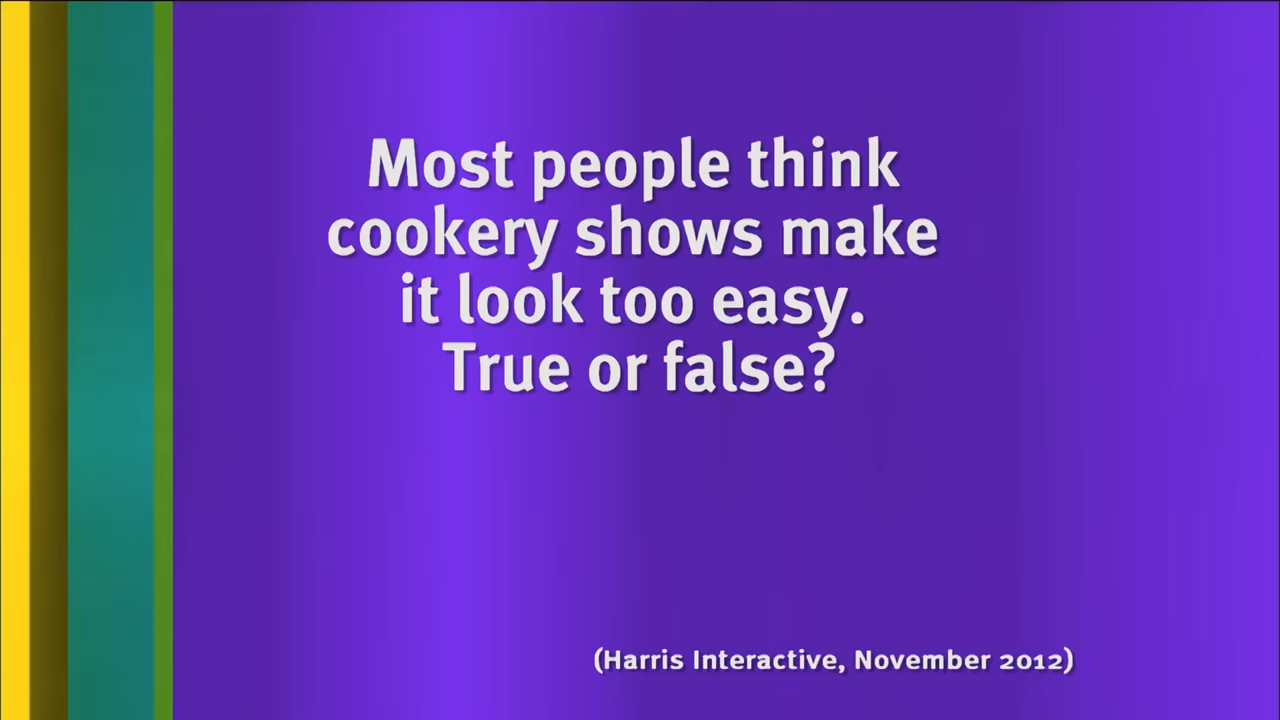 Most people think
cookery shows make
it look too easy.
True or false?
(Harris Interactive, November 2012)